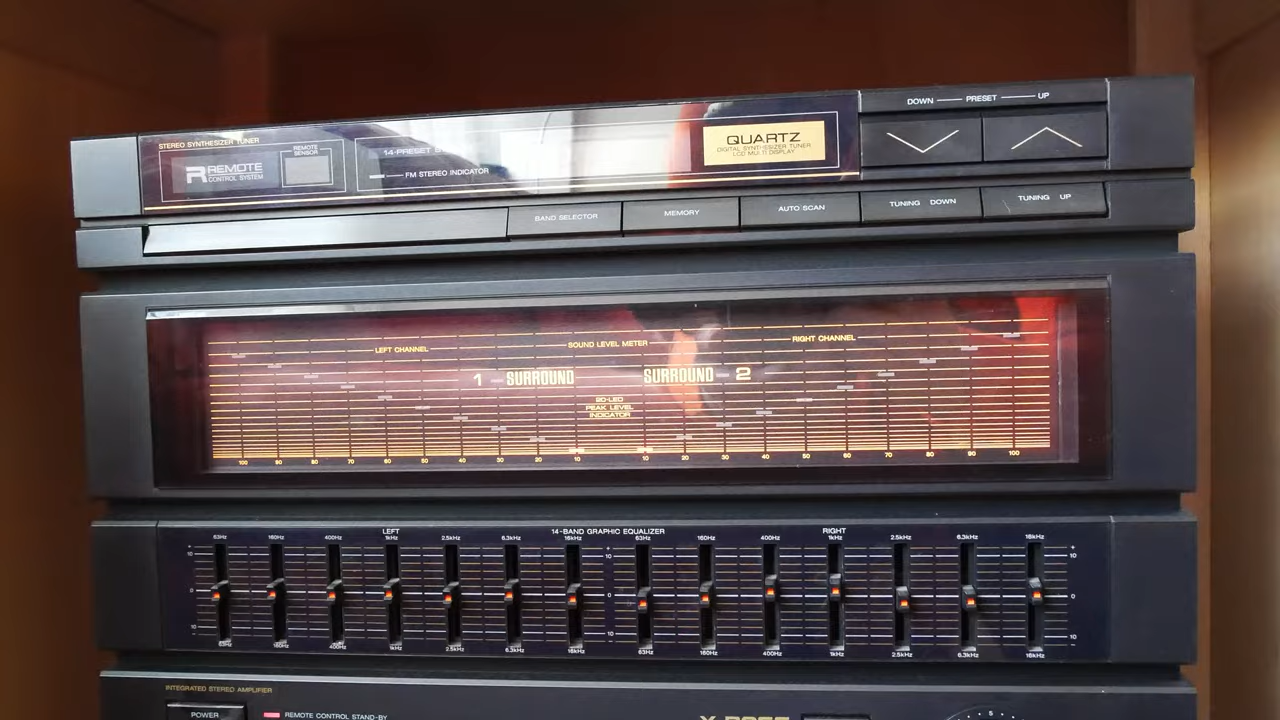 DOWN PRESET UP
STEREO SYNTHESIZER TUNER
R REMOTE
CONTROL SYSTEM
REMOTE
SENSOR
14-PRESET
FM STEREO INDICATOR
QUARTZ
DIGITAL SYNTHESIZER TUNER
DISPLAY
BAND SELECTOR
MEMORY
AUTO SCAN
TUNING DOWN
TUNING UP
LEFT CHANNEL
SOUND LEVEL METER
RIGHT CHANNEL
1 SURROUND
SURROUND 2
20-LED
PEAK LEVEL
INDICATOR
100 90 80 70 60 50 40 30 20 10 10 20 30 40 50 60 70 80 90 100
LEFT 14-BAND GRAPHIC EQUALIZER RIGHT
63Hz 160Hz 400Hz 1kHz 2.5kHz 6.3kHz 16kHz 63Hz 160Hz 400Hz 1kHz 2.5kHz 6.3kHz 16kHz
+ + +
10 10 10
0 0 0
10 10 10
63Hz 160Hz 400Hz 1kHz 2.5kHz 6.3kHz 16kHz 63Hz 160Hz 400Hz 1kHz 2.5kHz 6.3kHz 16kHz
INTEGRATED STEREO AMPLIFIER
POWER
REMOTE CONTROL STAND-BY
5